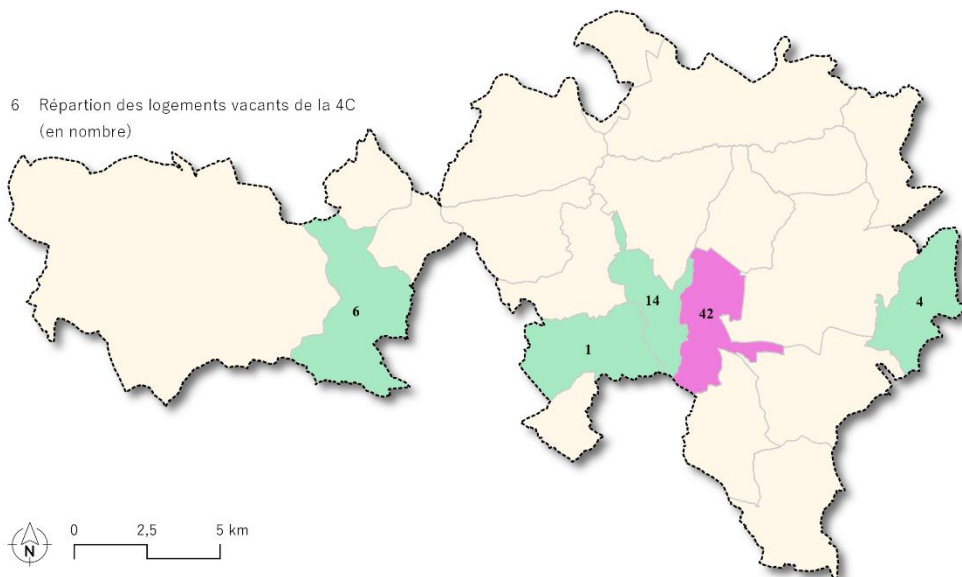 6 Répartion des logements vacants de la 4C
(en nombre)
6
14
42
4
1
N
0 2,5 5 km